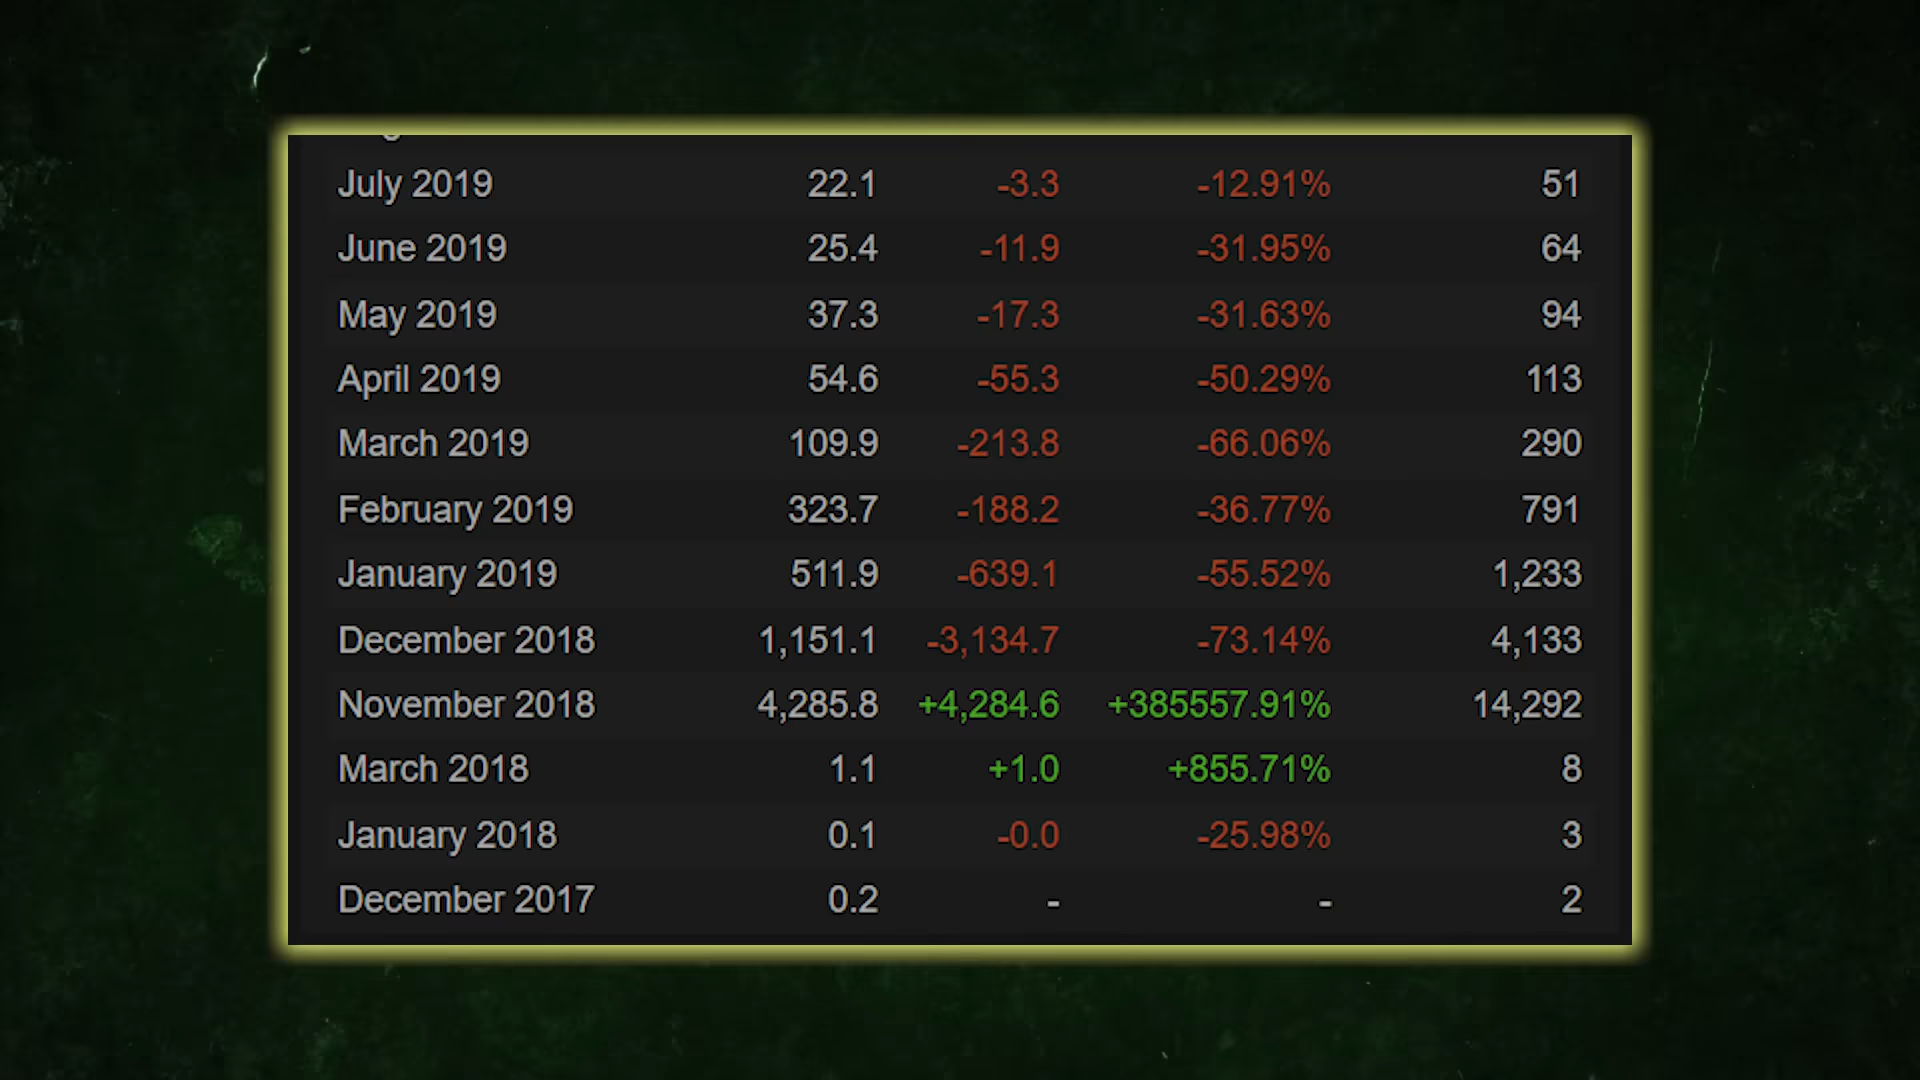 July 2019 22.1 -3.3 -12.91% 51
June 2019 25.4 -11.9 -31.95% 64
May 2019 37.3 -17.3 -31.63% 94
April 2019 54.6 -55.3 -50.29% 113
March 2019 109.9 -213.8 -66.06% 290
February 2019 323.7 -188.2 -36.77% 791
January 2019 511.9 -639.1 -55.52% 1,233
December 2018 1,151.1 -3,134.7 -73.14% 4,133
November 2018 4,285.8 +4,284.6 +385557.91% 14,292
March 2018 1.1 +1.0 +855.71% 8
January 2018 0.1 -0.0 -25.98% 3
December 2017 0.2 - - 2